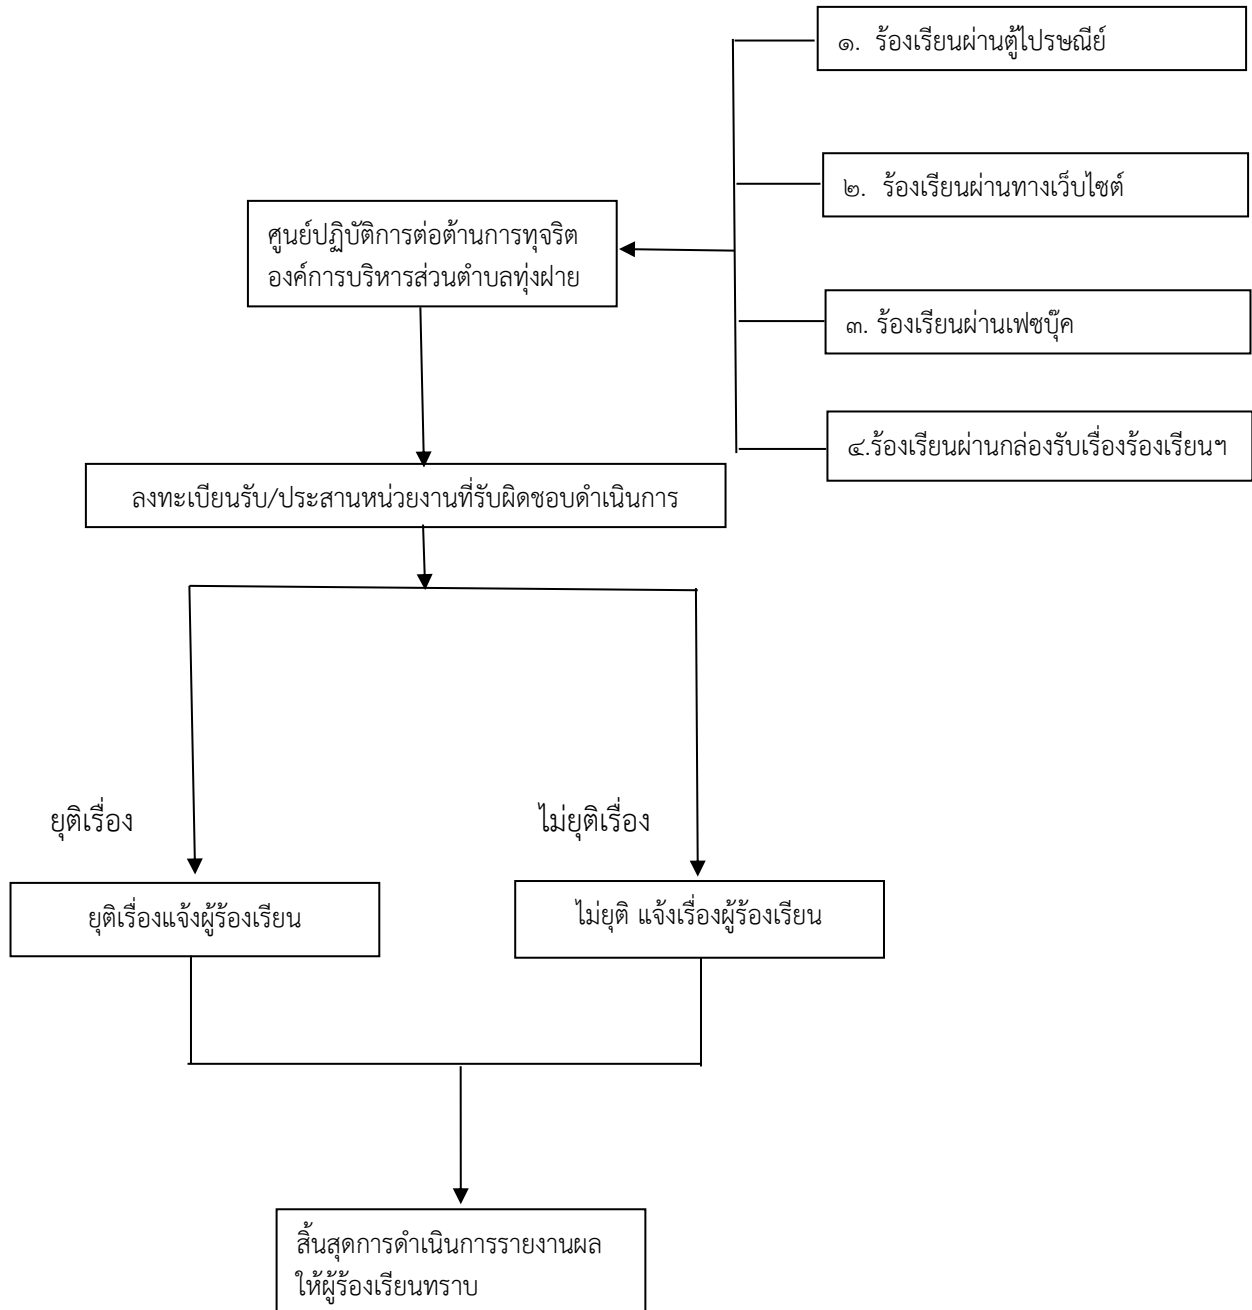 ๑.  ร้องเรียนผ่านตู้ไปรษณีย์
๒.  ร้องเรียนผ่านทางเว็บไซต์
ศูนย์ปฏิบัติการต่อต้านการทุจริต
องค์การบริหารส่วนตำบลทุ่งฝาย
๓. ร้องเรียนผ่านเฟซบุ๊ค
๔.ร้องเรียนผ่านกล่องรับเรื่องร้องเรียนฯ
ลงทะเบียนรับ/ประสานหน่วยงานที่รับผิดชอบดำเนินการ
ยุติเรื่อง
ไม่ยุติเรื่อง
ยุติเรื่องแจ้งผู้ร้องเรียน
ไม่ยุติ แจ้งเรื่องผู้ร้องเรียน
สิ้นสุดการดำเนินการรายงานผล
ให้ผู้ร้องเรียนทราบ